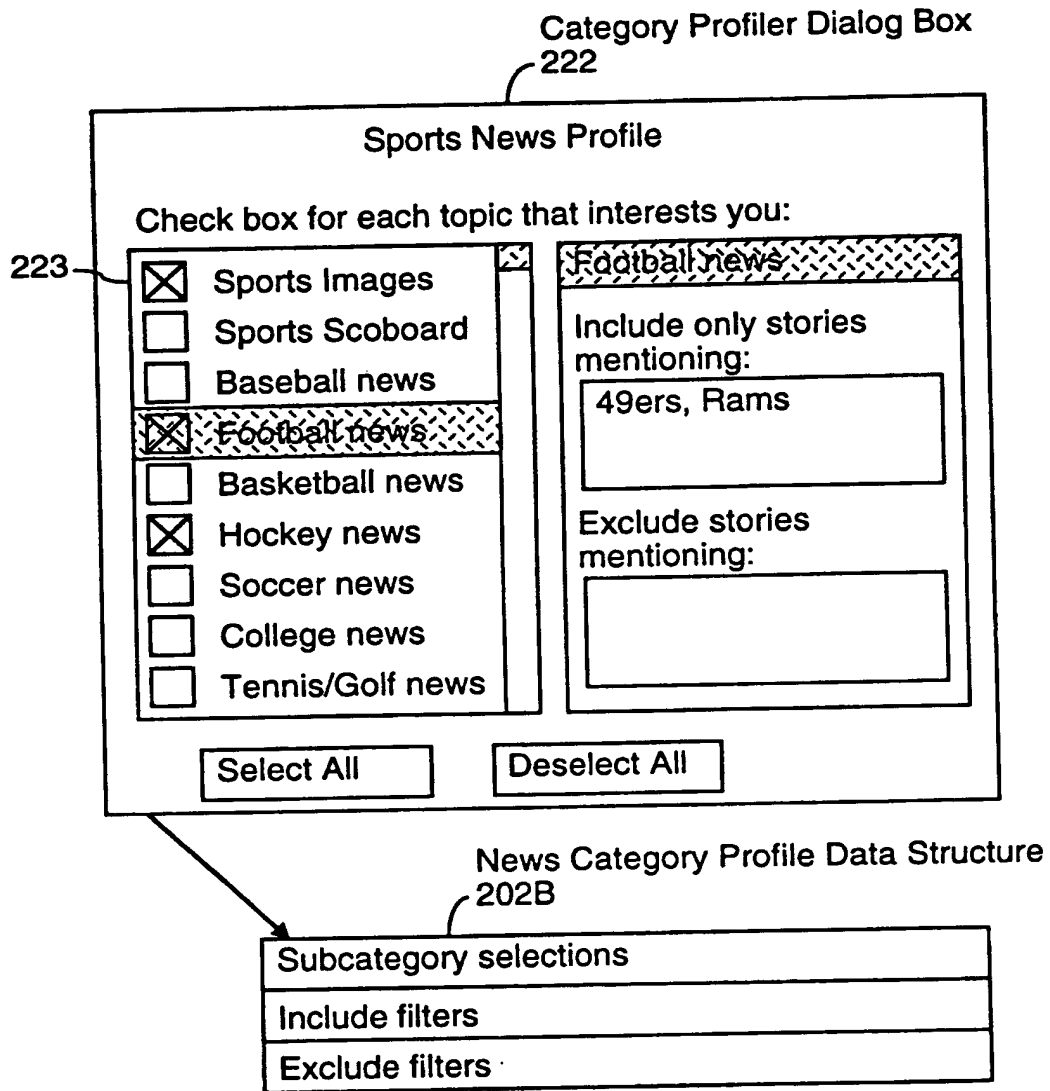 Category Profiler Dialog Box
222
Sports News Profile
Check box for each topic that interests you:
223
Sports Images
Sports Scoboard
Baseball news
Football news
Basketball news
Hockey news
Soccer news
College news
Tennis/Golf news
Football news
Include only stories
mentioning:
49ers, Rams
Exclude stories
mentioning:
Select All
Deselect All
News Category Profile Data Structure
202B
Subcategory selections
Include filters
Exclude filters